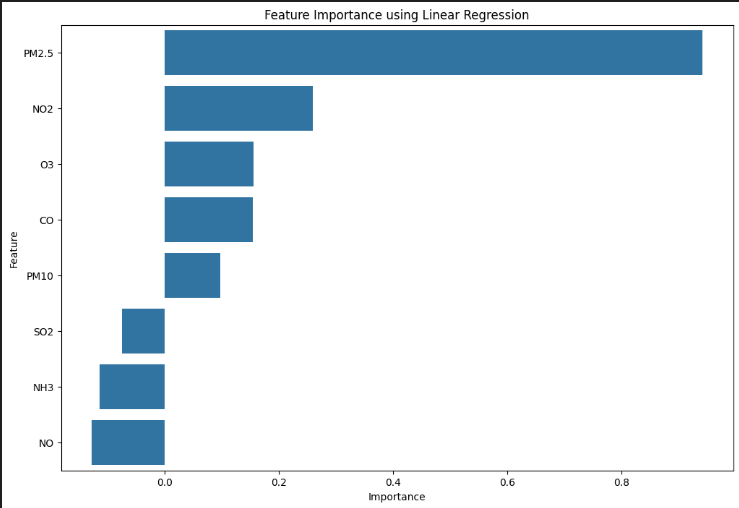 Feature Importance using Linear Regression
PM2.5
NO2
O3
CO
PM10
SO2
NH3
NO
Feature
0.0 0.2 0.4 0.6 0.8
Importance